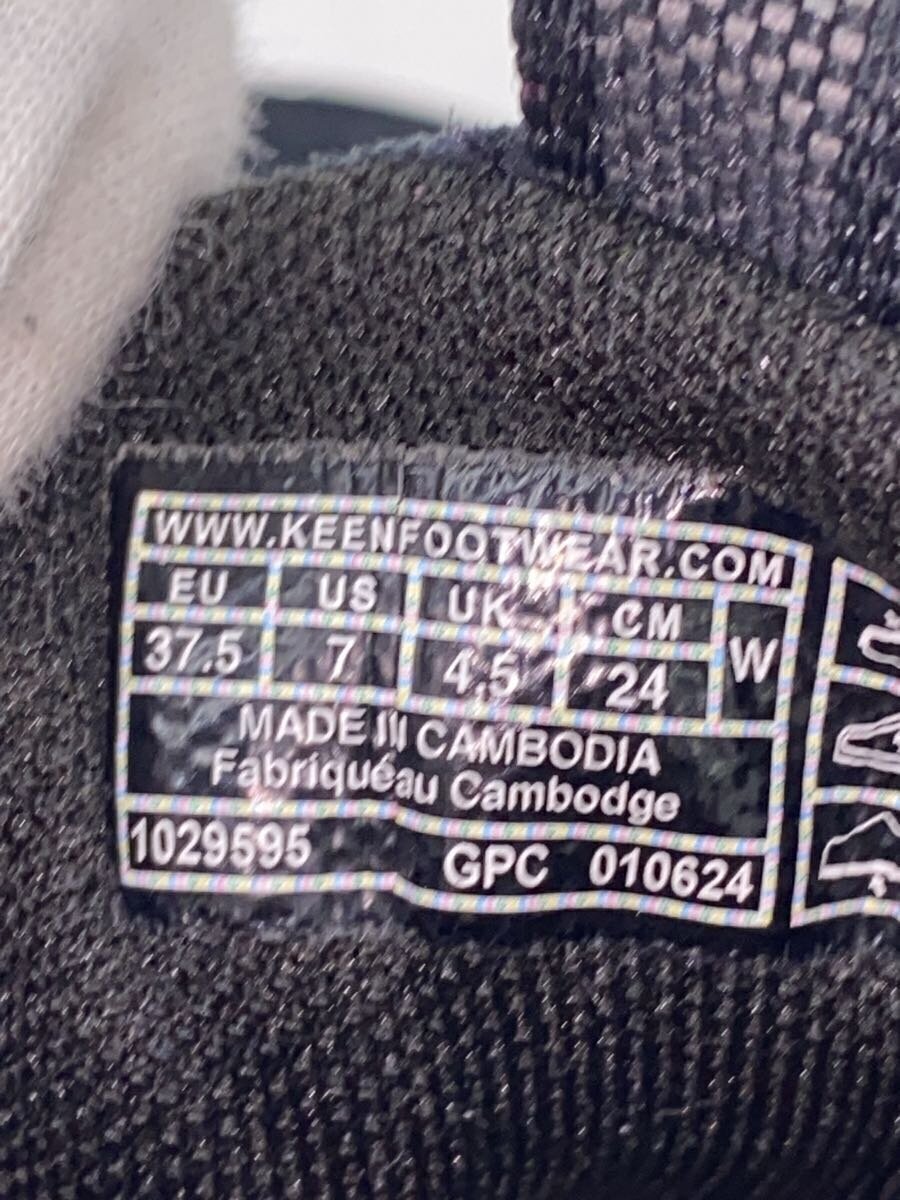 WWW.KEENFOOTWEAR.COM
EU US UK CM W
37.5 7 4.5 24
MADE IN CAMBODIA
Fabriqué au Cambodge
1029595 GPC 010624